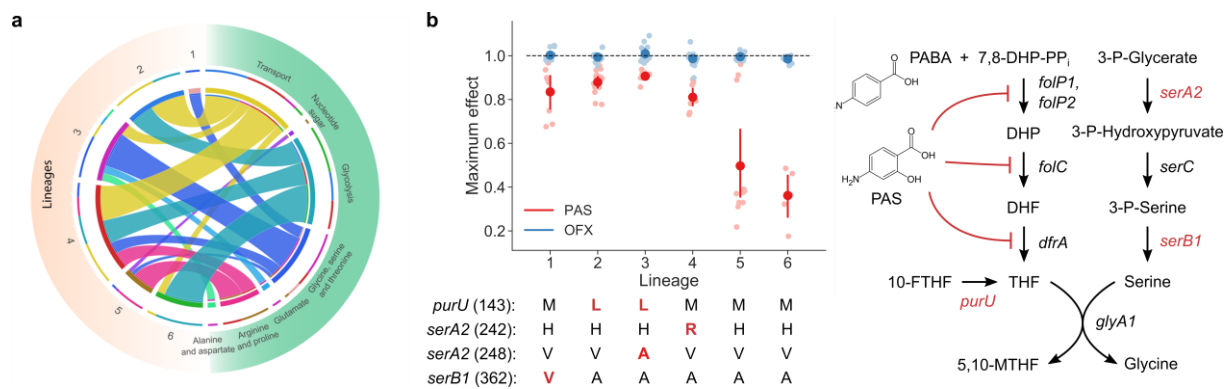 a
Lineages
1
2
3
4
5
6
Transport
Nucleotide
sugar
Glycolysis
Glycine, serine
and threonine
Glutamate
Arginine
and proline
Alanine
and aspartate
b
Maximum effect
1.0
0.8
0.6
0.4
0.2
PAS
OFX
1 2 3 4 5 6
Lineage
purU (143): M L L M M M
serA2 (242): H H H R H H
serA2 (248): V V A V V V
serB1 (362): V A A A A A
PABA + 7,8-DHP-PPi
3-P-Glycerate
O
OH
N
folP1,
folP2
serA2
DHP
3-P-Hydroxypyruvate
O
OH
H2N
OH
PAS
folC
serC
DHF
3-P-Serine
dfrA
serB1
10-FTHF
purU
THF
Serine
glyA1
5,10-MTHF
Glycine